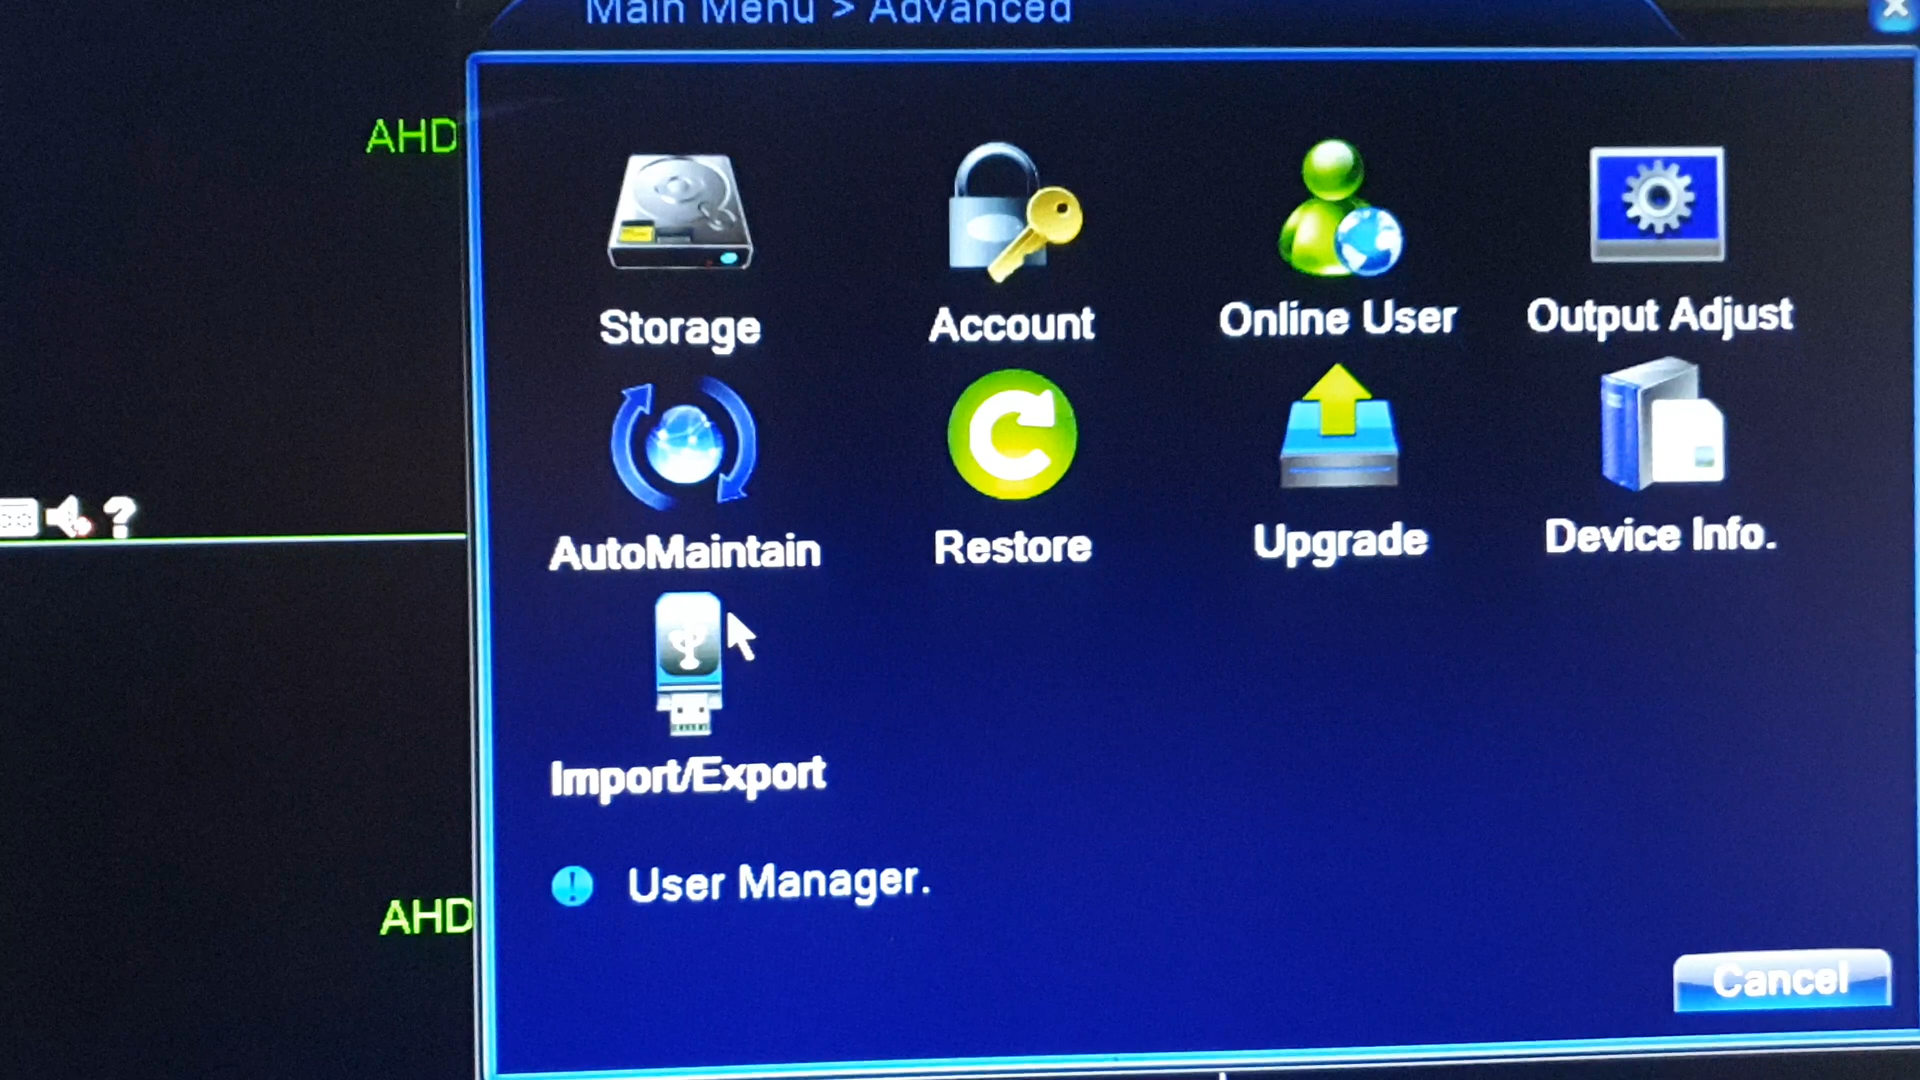 Main Menu > Advanced
AHD
Storage
Account
Online User
Output Adjust
AutoMaintain
Restore
Upgrade
Device Info.
Import/Export
User Manager.
AHD
Cancel